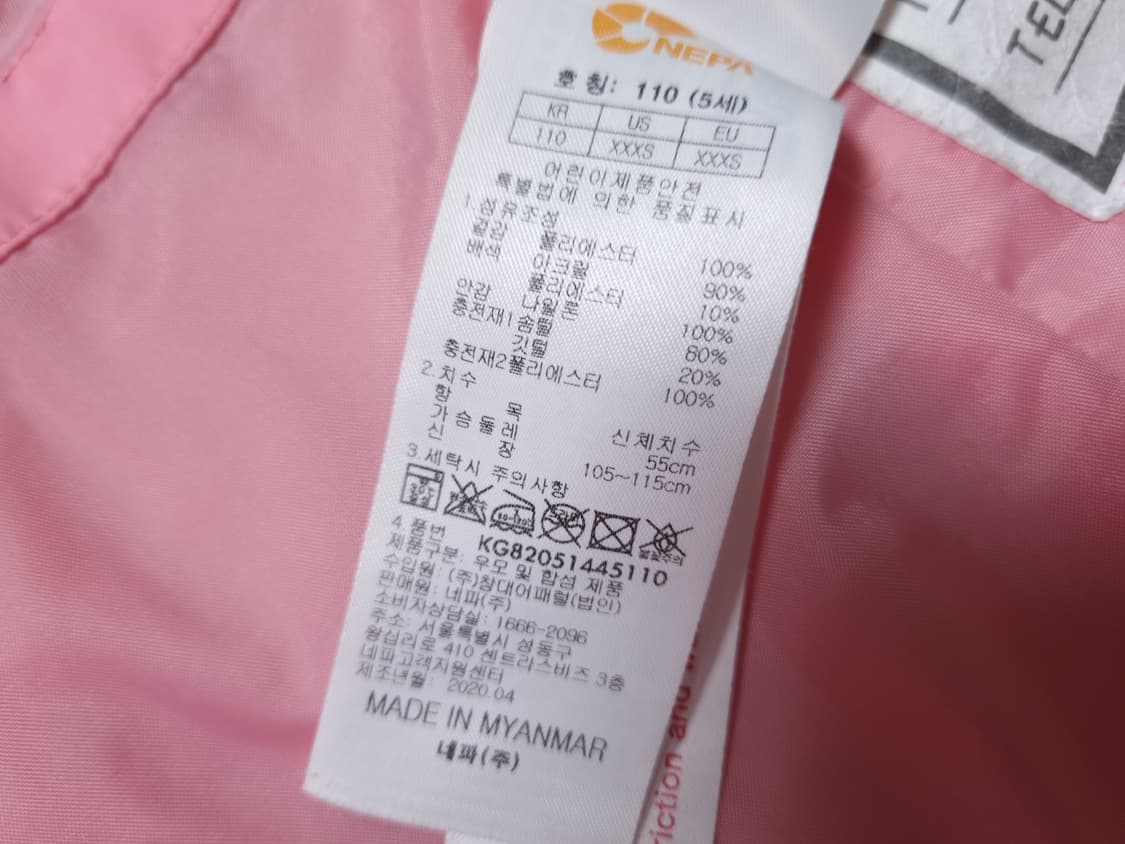 NEPA
호 칭: 110 (5세)
KR US EU
110 XXXS XXXS
어린이제품안전
특별법에 의한 품질표시
1.섬유조성
겉감 폴리에스터 100%
배색 아크릴 90%
폴리에스터 10%
안감 나일론 100%
충전재1 솜털 80%
깃털 20%
충전재2 폴리에스터 100%
2.치수
항 목 신체치수
가슴둘레 55cm
신 장 105~115cm
3.세탁시 주의사항
4.품번
KG82051445110
제품구분: 우모 및 합성 제품
수입원: (주)창대어패럴(법인)
판매원: 네파(주)
소비자상담실: 1666-2096
주소: 서울특별시 성동구
왕십리로 410 센트라스비즈 3층
네파고객지원센터
제조년월: 2020.04
MADE IN MYANMAR
네파(주)
TEL
riction and